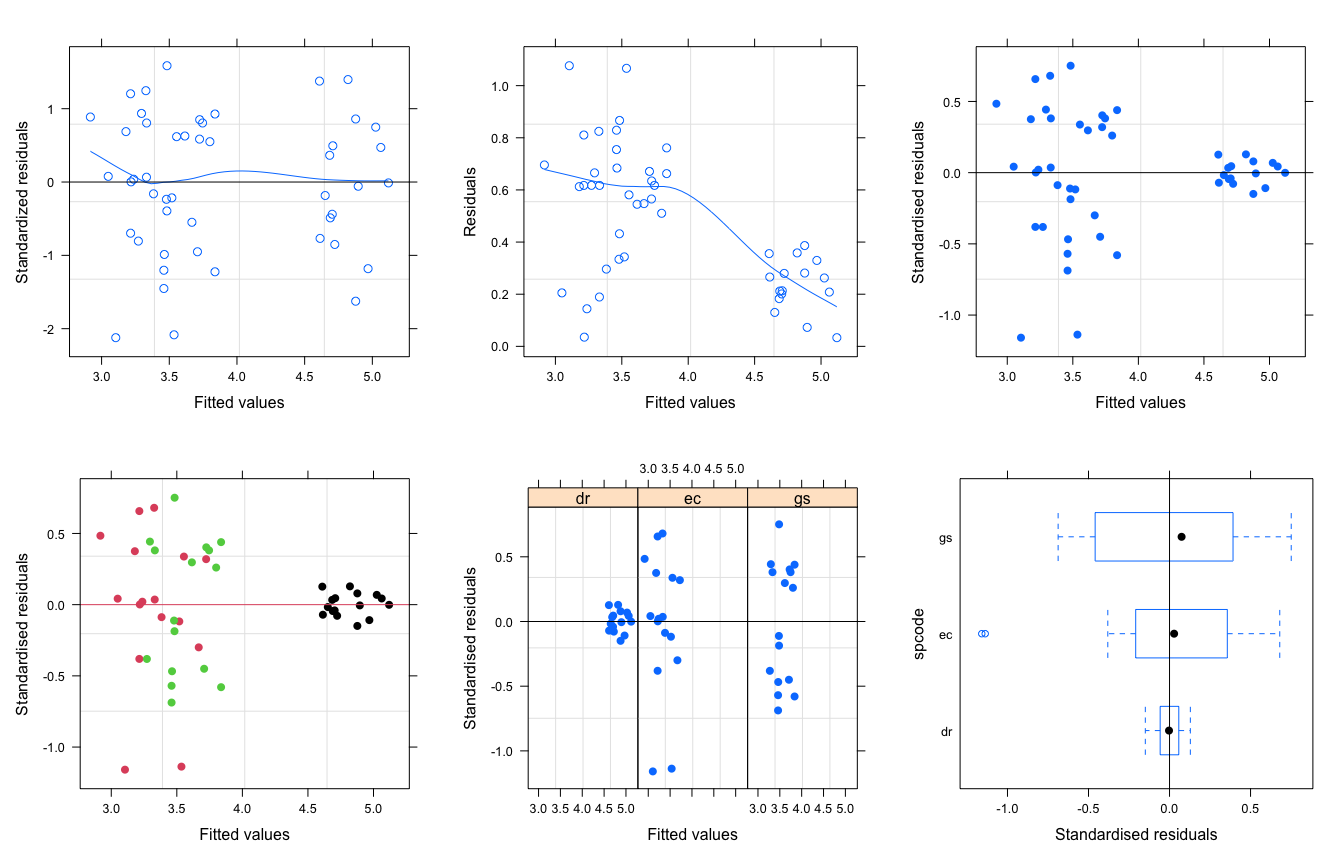 Standardized residuals
1
0
-1
-2
3.0 3.5 4.0 4.5 5.0
Fitted values
Residuals
1.0
0.8
0.6
0.4
0.2
0.0
3.0 3.5 4.0 4.5 5.0
Fitted values
Standardised residuals
0.5
0.0
-0.5
-1.0
3.0 3.5 4.0 4.5 5.0
Fitted values
Standardised residuals
0.5
0.0
-0.5
-1.0
3.0 3.5 4.0 4.5 5.0
Fitted values
3.0 3.5 4.0 4.5 5.0
dr ec gs
Standardised residuals
0.5
0.0
-0.5
-1.0
3.0 3.5 4.0 4.5 5.0 3.0 3.5 4.0 4.5 5.0
Fitted values
spcode
gs
ec
dr
-1.0 -0.5 0.0 0.5
Standardised residuals